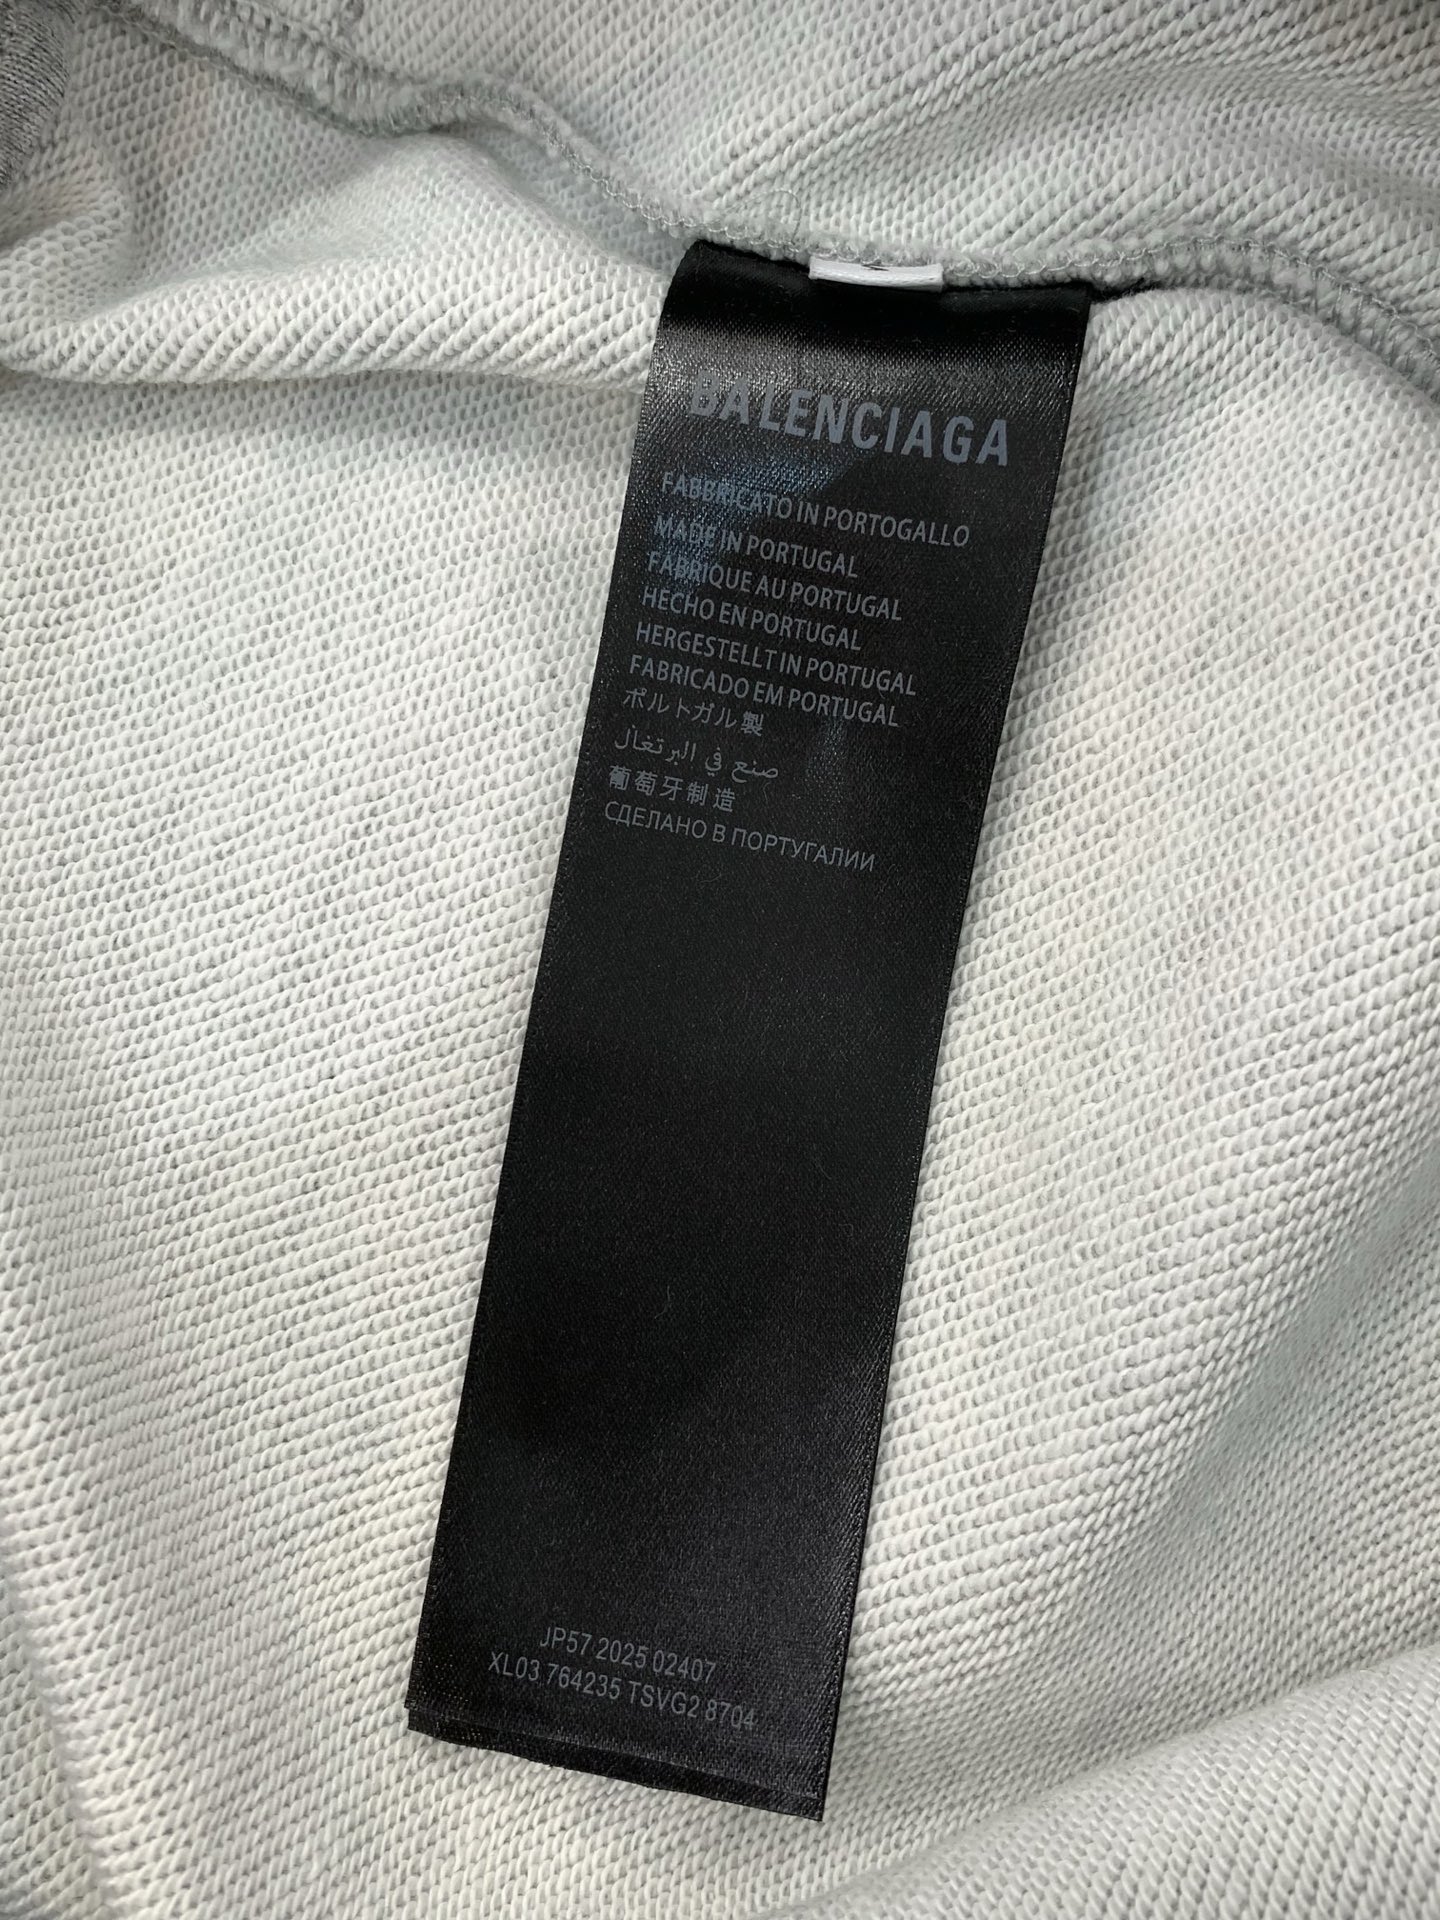 BALENCIAGA
FABBRICATO IN PORTOGALLO
MADE IN PORTUGAL
FABRIQUE AU PORTUGAL
HECHO EN PORTUGAL
HERGESTELLT IN PORTUGAL
FABRICADO EM PORTUGAL
ポルトガル製
صنع في البرتغال
葡萄牙制造
СДЕЛАНО В ПОРТУГАЛИИ
JP57 2025 02407
XL03 764235 TSVG2 8704